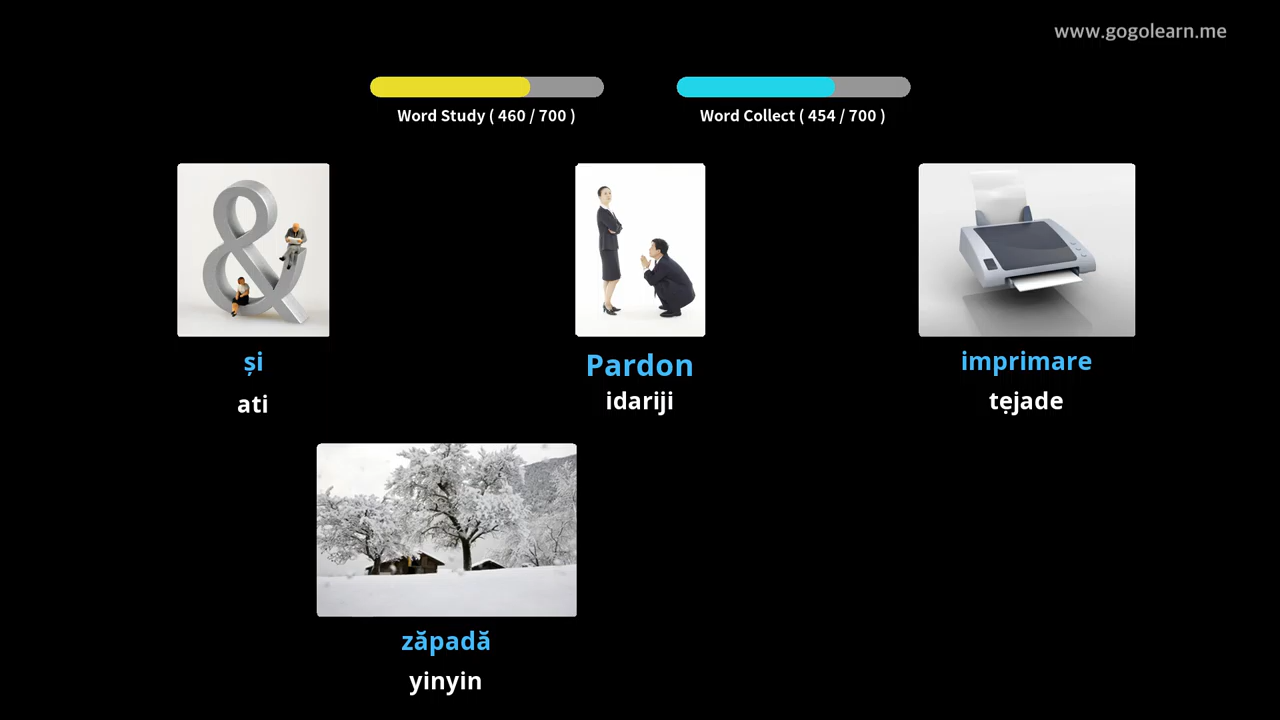 www.gogolearn.me
Word Study ( 460 / 700 )
Word Collect ( 454 / 700 )
&
și
ati
Pardon
idariji
imprimare
tẹjade
zăpadă
yinyin